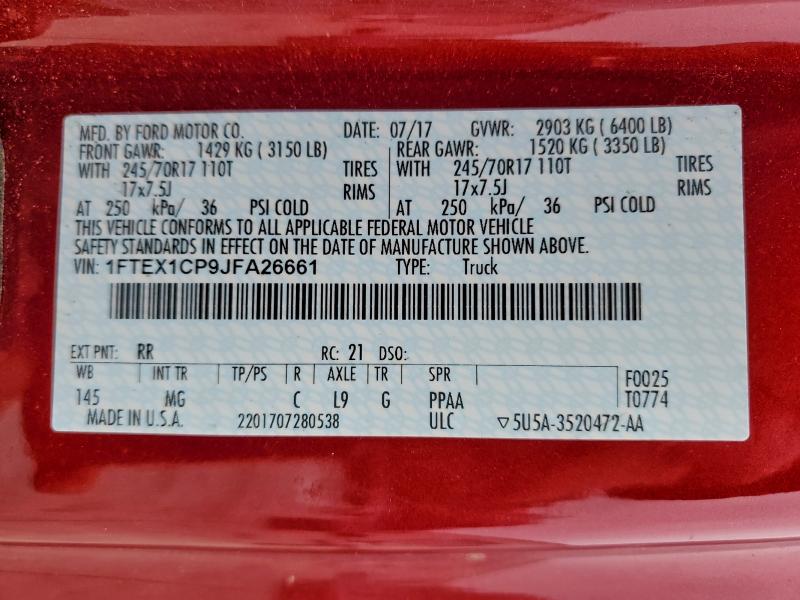 MFD. BY FORD MOTOR CO. DATE: 07/17 GVWR: 2903 KG ( 6400 LB)
FRONT GAWR: 1429 KG ( 3150 LB) REAR GAWR: 1520 KG ( 3350 LB)
WITH 245/70R17 110T TIRES WITH 245/70R17 110T TIRES
17x7.5J RIMS 17x7.5J RIMS
AT 250 kPa/ 36 PSI COLD AT 250 kPa/ 36 PSI COLD
THIS VEHICLE CONFORMS TO ALL APPLICABLE FEDERAL MOTOR VEHICLE
SAFETY STANDARDS IN EFFECT ON THE DATE OF MANUFACTURE SHOWN ABOVE.
VIN: 1FTEX1CP9JFA26661 TYPE: Truck
EXT PNT: RR RC: 21 DSO:
WB INT TR TP/PS R AXLE TR SPR F0025
145 MG C L9 G PPAA T0774
MADE IN U.S.A. 2201707280538 ULC ▽5U5A-3520472-AA